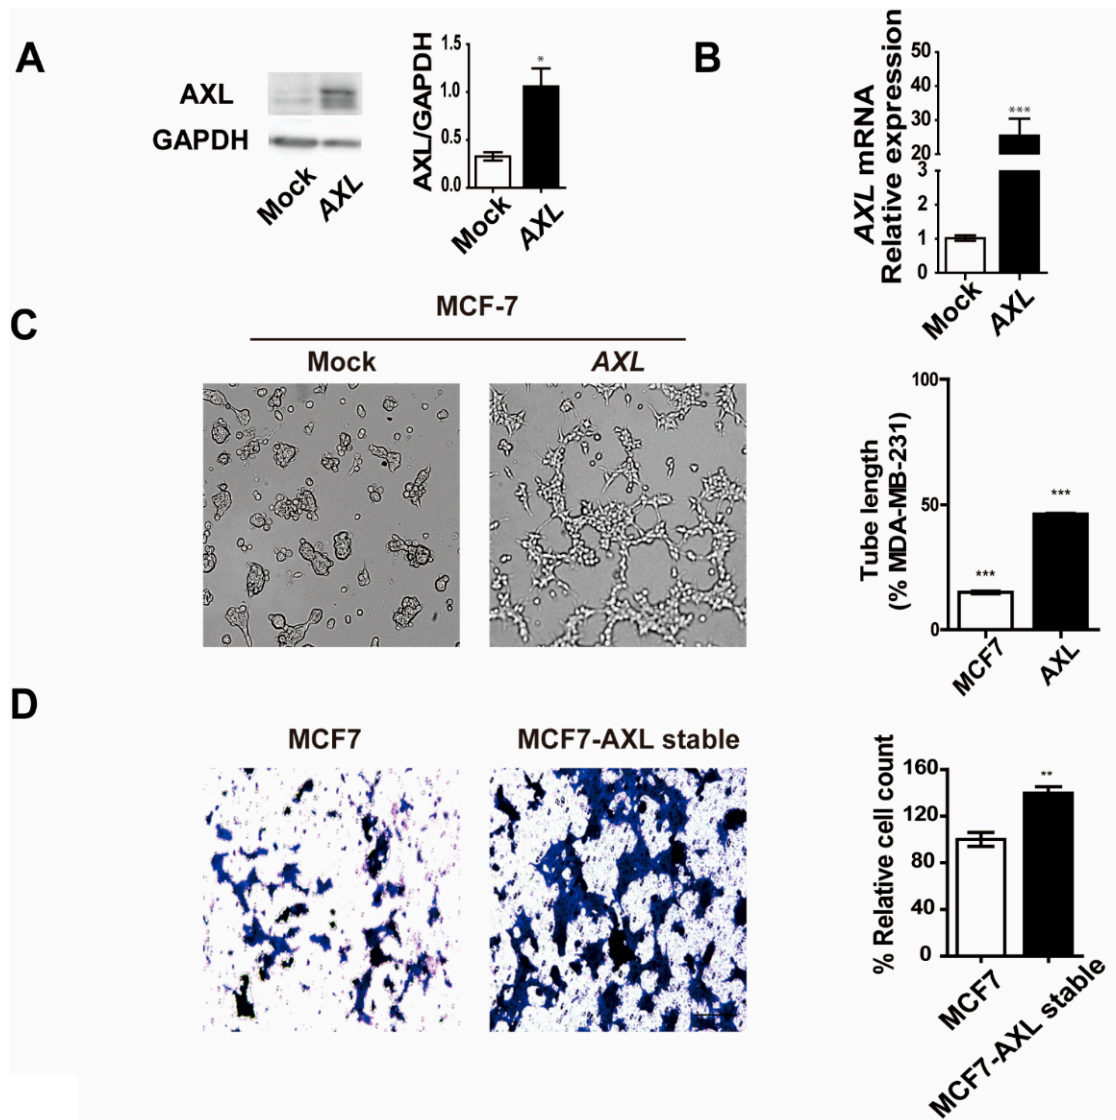 A
AXL
GAPDH
Mock
AXL
AXL/GAPDH
1.5
1.0
0.5
0.0
*
Mock
AXL
B
AXL mRNA
Relative expression
50
40
30
20
3
2
1
0
***
Mock
AXL
C
MCF-7
Mock
AXL
Tube length
(% MDA-MB-231)
100
50
0
***
***
MCF7
AXL
D
MCF7
MCF7-AXL stable
% Relative cell count
160
120
80
40
0
**
MCF7
MCF7-AXL stable